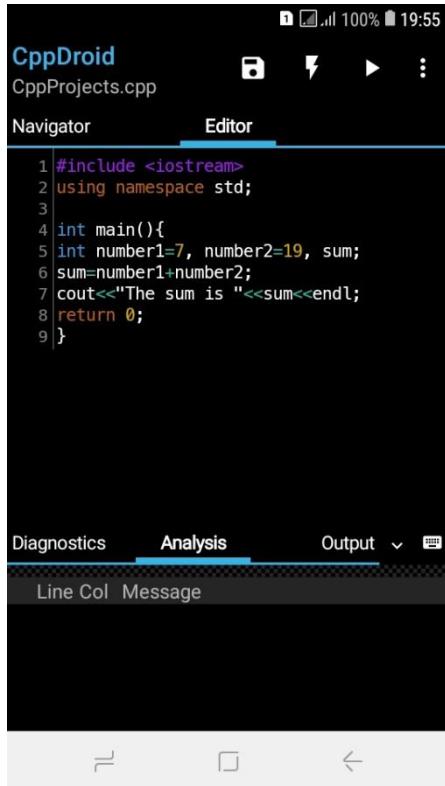 1 100% 19:55
CppDroid
CppProjects.cpp
Navigator Editor
1 #include <iostream>
2 using namespace std;
3
4 int main(){
5 int number1=7, number2=19, sum;
6 sum=number1+number2;
7 cout<<"The sum is "<<sum<<endl;
8 return 0;
9 }
Diagnostics Analysis Output
Line Col Message